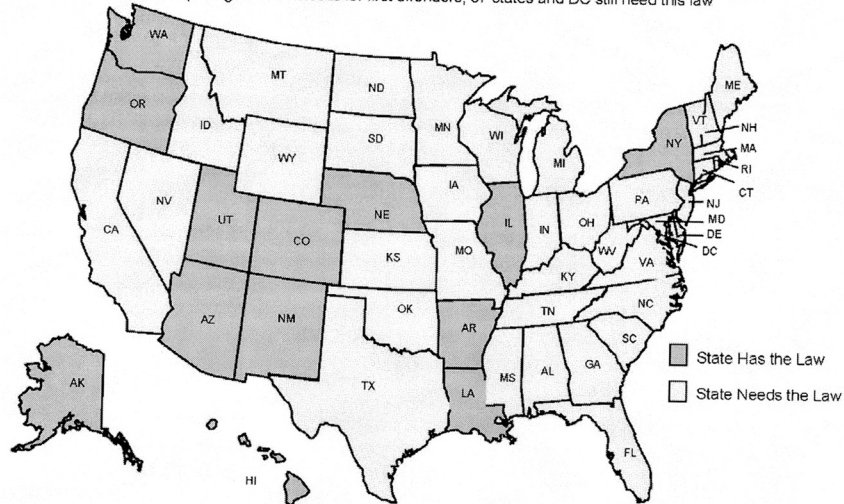 for first offenders, 37 states and DC still need this law
WA
MT
ND
ME
OR
ID
MN
VT
NH
SD
WI
NY
MA
WY
MI
RI
IA
CT
NE
PA
NJ
NV
UT
IL
IN
OH
MD
CA
CO
DE
MO
WV
DC
KS
VA
KY
NC
OK
TN
AZ
NM
AR
SC
State Has the Law
MS
AL
GA
AK
TX
LA
State Needs the Law
FL
HI